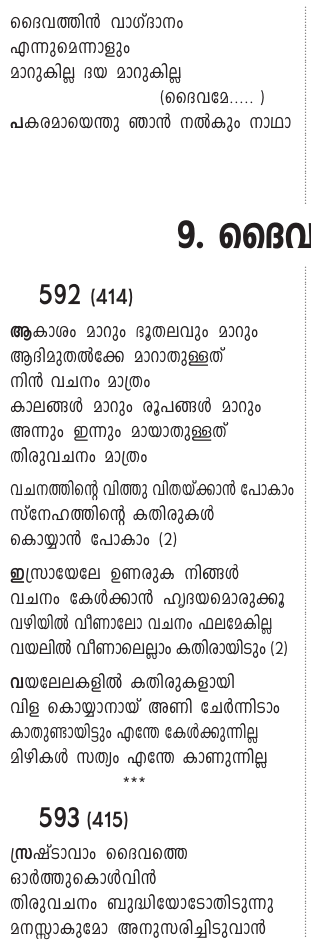 ദൈവത്തിൻ വാഗ്ദാനം
എന്നുമെന്നാളും
മാറുകില്ല ദയ മാറുകില്ല
(ദൈവമേ..... )
പകരമായെന്തു ഞാൻ നൽകും നാഥാ
9. ദൈവ
592 (414)
ആകാശം മാറും ഭൂതലവും മാറും
ആദിമുതൽക്കേ മാറാതുള്ളത്
നിൻ വചനം മാത്രം
കാലങ്ങൾ മാറും രൂപങ്ങൾ മാറും
അന്നും ഇന്നും മായാതുള്ളത്
തിരുവചനം മാത്രം
വചനത്തിന്റെ വിത്തു വിതയ്ക്കാൻ പോകാം
സ്നേഹത്തിന്റെ കതിരുകൾ
കൊയ്യാൻ പോകാം (2)
ഇസ്രായേലേ ഉണരുക നിങ്ങൾ
വചനം കേൾക്കാൻ ഹൃദയമൊരുക്കൂ
വഴിയിൽ വീണാലോ വചനം ഫലമേകില്ല
വയലിൽ വീണാലെല്ലാം കതിരായിടും (2)
വയലേലകളിൽ കതിരുകളായി
വിള കൊയ്യാനായ് അണി ചേർന്നിടാം
കാതുണ്ടായിട്ടും എന്തേ കേൾക്കുന്നില്ല
മിഴികൾ സത്യം എന്തേ കാണുന്നില്ല
***
593 (415)
സ്രഷ്ടാവാം ദൈവത്തെ
ഓർത്തുകൊൾവിൻ
തിരുവചനം ബുദ്ധിയോടോതിടുന്നു
മനസ്സാകുമോ അനുസരിച്ചിടുവാൻ